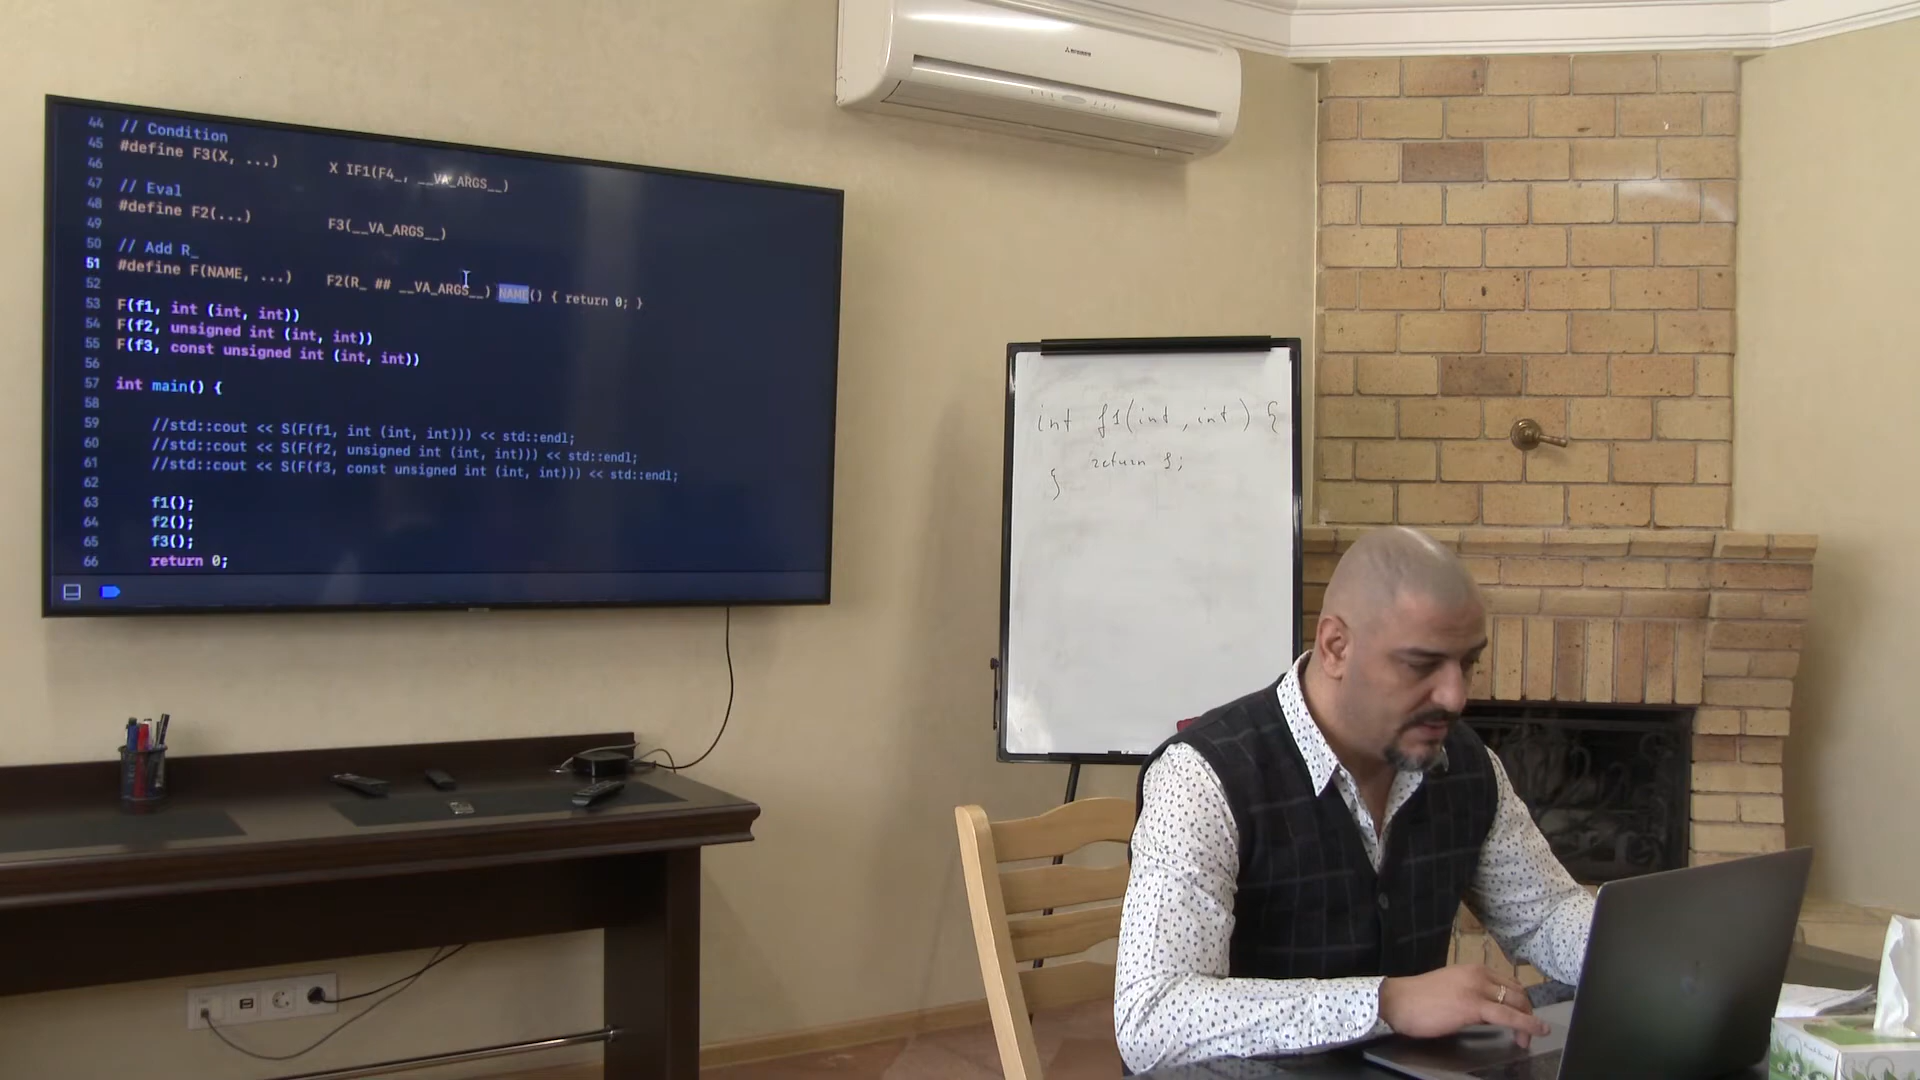 44 // Condition
45 #define F3(X, ...) X IF1(F4_, __VA_ARGS__)
46
47 // Eval
48 #define F2(...) F3(__VA_ARGS__)
49
50 // Add R_
51 #define F(NAME, ...) F2(R_ ## __VA_ARGS__) NAME() { return 0; }
52
53 F(f1, int (int, int))
54 F(f2, unsigned int (int, int))
55 F(f3, const unsigned int (int, int))
56
57 int main() {
58
59 //std::cout << S(F(f1, int (int, int))) << std::endl;
60 //std::cout << S(F(f2, unsigned int (int, int))) << std::endl;
61 //std::cout << S(F(f3, const unsigned int (int, int))) << std::endl;
62
63 f1();
64 f2();
65 f3();
66 return 0;
int f1(int, int) {
return
}